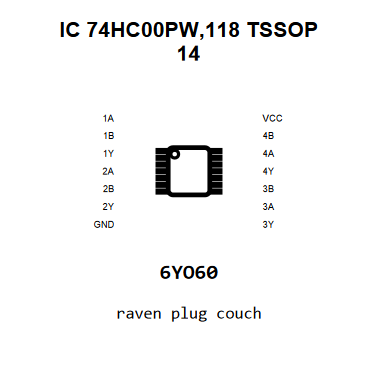 IC 74HC00PW,118 TSSOP
14
1A VCC
1B 4B
1Y 4A
2A 4Y
2B 3B
2Y 3A
GND 3Y
6YO60
raven plug couch